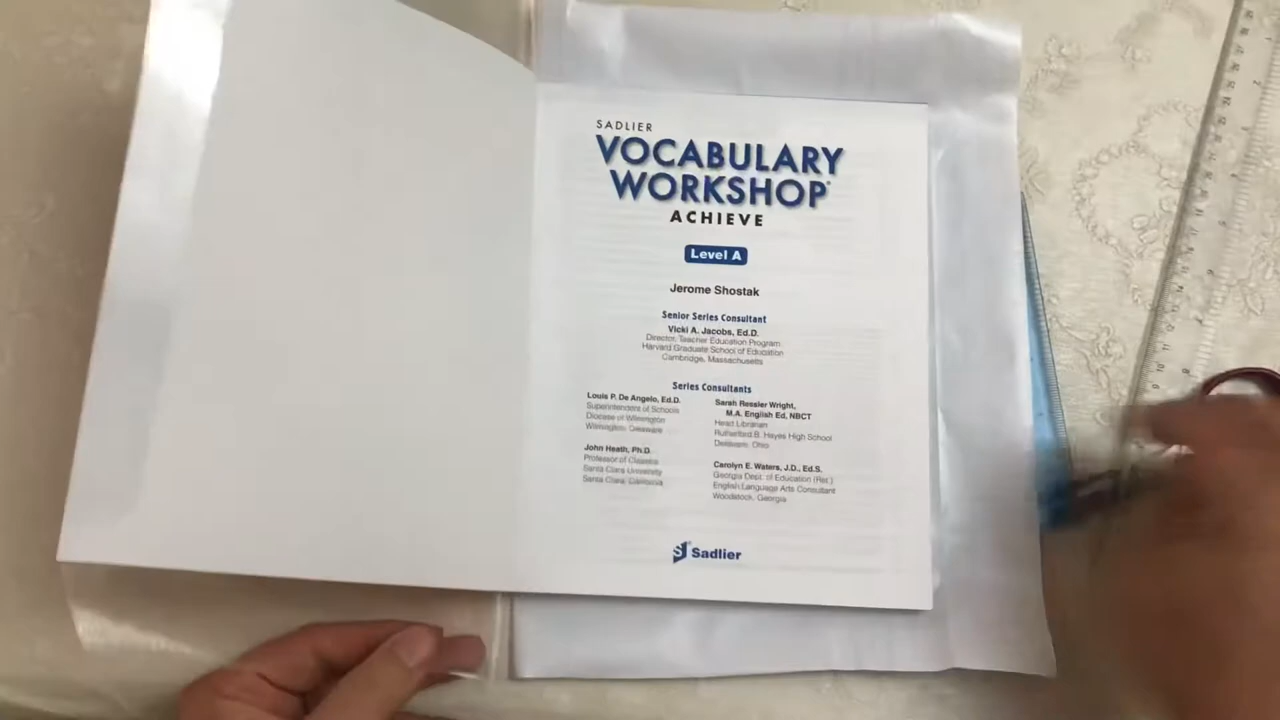 SADLIER
VOCABULARY
WORKSHOP®
ACHIEVE
Level A
Jerome Shostak
Senior Series Consultant
Vicki A. Jacobs, Ed.D.
Director, Teacher Education Program
Harvard Graduate School of Education
Cambridge, Massachusetts
Series Consultants
Louis P. De Angelo, Ed.D.
Superintendent of Schools
Diocese of Wilmington
Wilmington, Delaware
John Heath, Ph.D.
Professor of Classics
Santa Clara University
Santa Clara, California
Sarah Ressler Wright,
M.A. English Ed, NBCT
Head Librarian
Rutherford B. Hayes High School
Delaware, Ohio
Carolyn E. Waters, J.D., Ed.S.
Georgia Dept. of Education (Ret.)
English Language Arts Consultant
Woodstock, Georgia
Sadlier